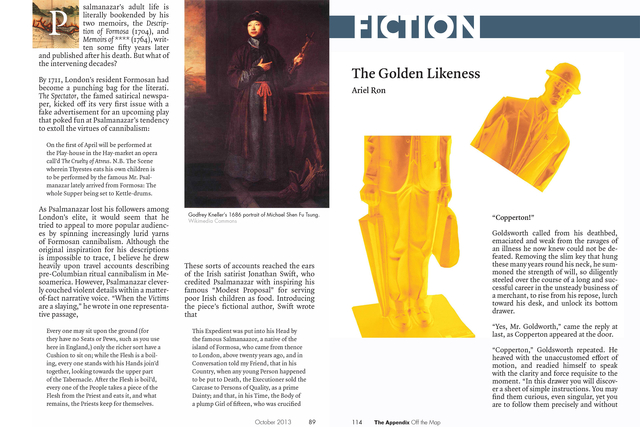 Psalmanazar's adult life is
literally bookended by his
two memoirs, the Descrip-
tion of Formosa (1704), and
Memoirs of **** (1764), writ-
ten some fifty years later
and published after his death. But what of
the intervening decades?
By 1711, London's resident Formosan had
become a punching bag for the literati.
The Spectator, the famed satirical newspa-
per, kicked off its very first issue with a
fake advertisement for an upcoming play
that poked fun at Psalmanazar's tendency
to extoll the virtues of cannibalism:
On the first of April will be performed at
the Play-house in the Hay-market an opera
call'd The Cruelty of Atreus. N.B. The Scene
wherein Thyestes eats his own children is
to be performed by the famous Mr. Psal-
manazar lately arrived from Formosa: The
whole Supper being set to Kettle-drums.
As Psalmanazar lost his followers among
London's elite, it would seem that he
tried to appeal to more popular audienc-
es by spinning increasingly lurid yarns
of Formosan cannibalism. Although the
original inspiration for his descriptions
is impossible to trace, I believe he drew
heavily upon travel accounts describing
pre-Columbian ritual cannibalism in Me-
soamerica. However, Psalmanazar clever-
ly couched violent details within a matter-
of-fact narrative voice. "When the Victims
are a slaying," he wrote in one representa-
tive passage,
Every one may sit upon the ground (for
they have no Seats or Pews, such as you use
here in England,) only the richer sort have a
Cushion to sit on; while the Flesh is a boil-
ing, every one stands with his Hands join'd
together, looking towards the upper part
of the Tabernacle. After the Flesh is boil'd,
every one of the People takes a piece of the
Flesh from the Priest and eats it, and what
remains, the Priests keep for themselves.
Godfrey Kneller's 1686 portrait of Michael Shen Fu Tsung.
Wikimedia Commons
These sorts of accounts reached the ears
of the Irish satirist Jonathan Swift, who
credited Psalmanazar with inspiring his
famous "Modest Proposal" for serving
poor Irish children as food. Introducing
the piece's fictional author, Swift wrote
that
This Expedient was put into his Head by
the famous Salmanaazor, a native of the
island of Formosa, who came from thence
to London, above twenty years ago, and in
Conversation told my Friend, that in his
Country, when any young Person happened
to be put to Death, the Executioner sold the
Carcase to Persons of Quality, as a prime
Dainty; and that, in his Time, the Body of
a plump Girl of fifteen, who was crucified
October 2013 89
FICTION
The Golden Likeness
Ariel Ron
"Copperton!"
Goldsworth called from his deathbed,
emaciated and weak from the ravages of
an illness he now knew could not be de-
feated. Removing the slim key that hung
these many years round his neck, he sum-
moned the strength of will, so diligently
steeled over the course of a long and suc-
cessful career in the unsteady business of
a merchant, to rise from his repose, lurch
toward his desk, and unlock its bottom
drawer.
"Yes, Mr. Goldworth," came the reply at
last, as Copperton appeared at the door.
"Copperton," Goldworth repeated. He
heaved with the unaccustomed effort of
motion, and readied himself to speak
with the clarity and force requisite to the
moment. "In this drawer you will discov-
er a sheet of simple instructions. You may
find them curious, even singular, yet you
are to follow them precisely and without
114 The Appendix Off the Map